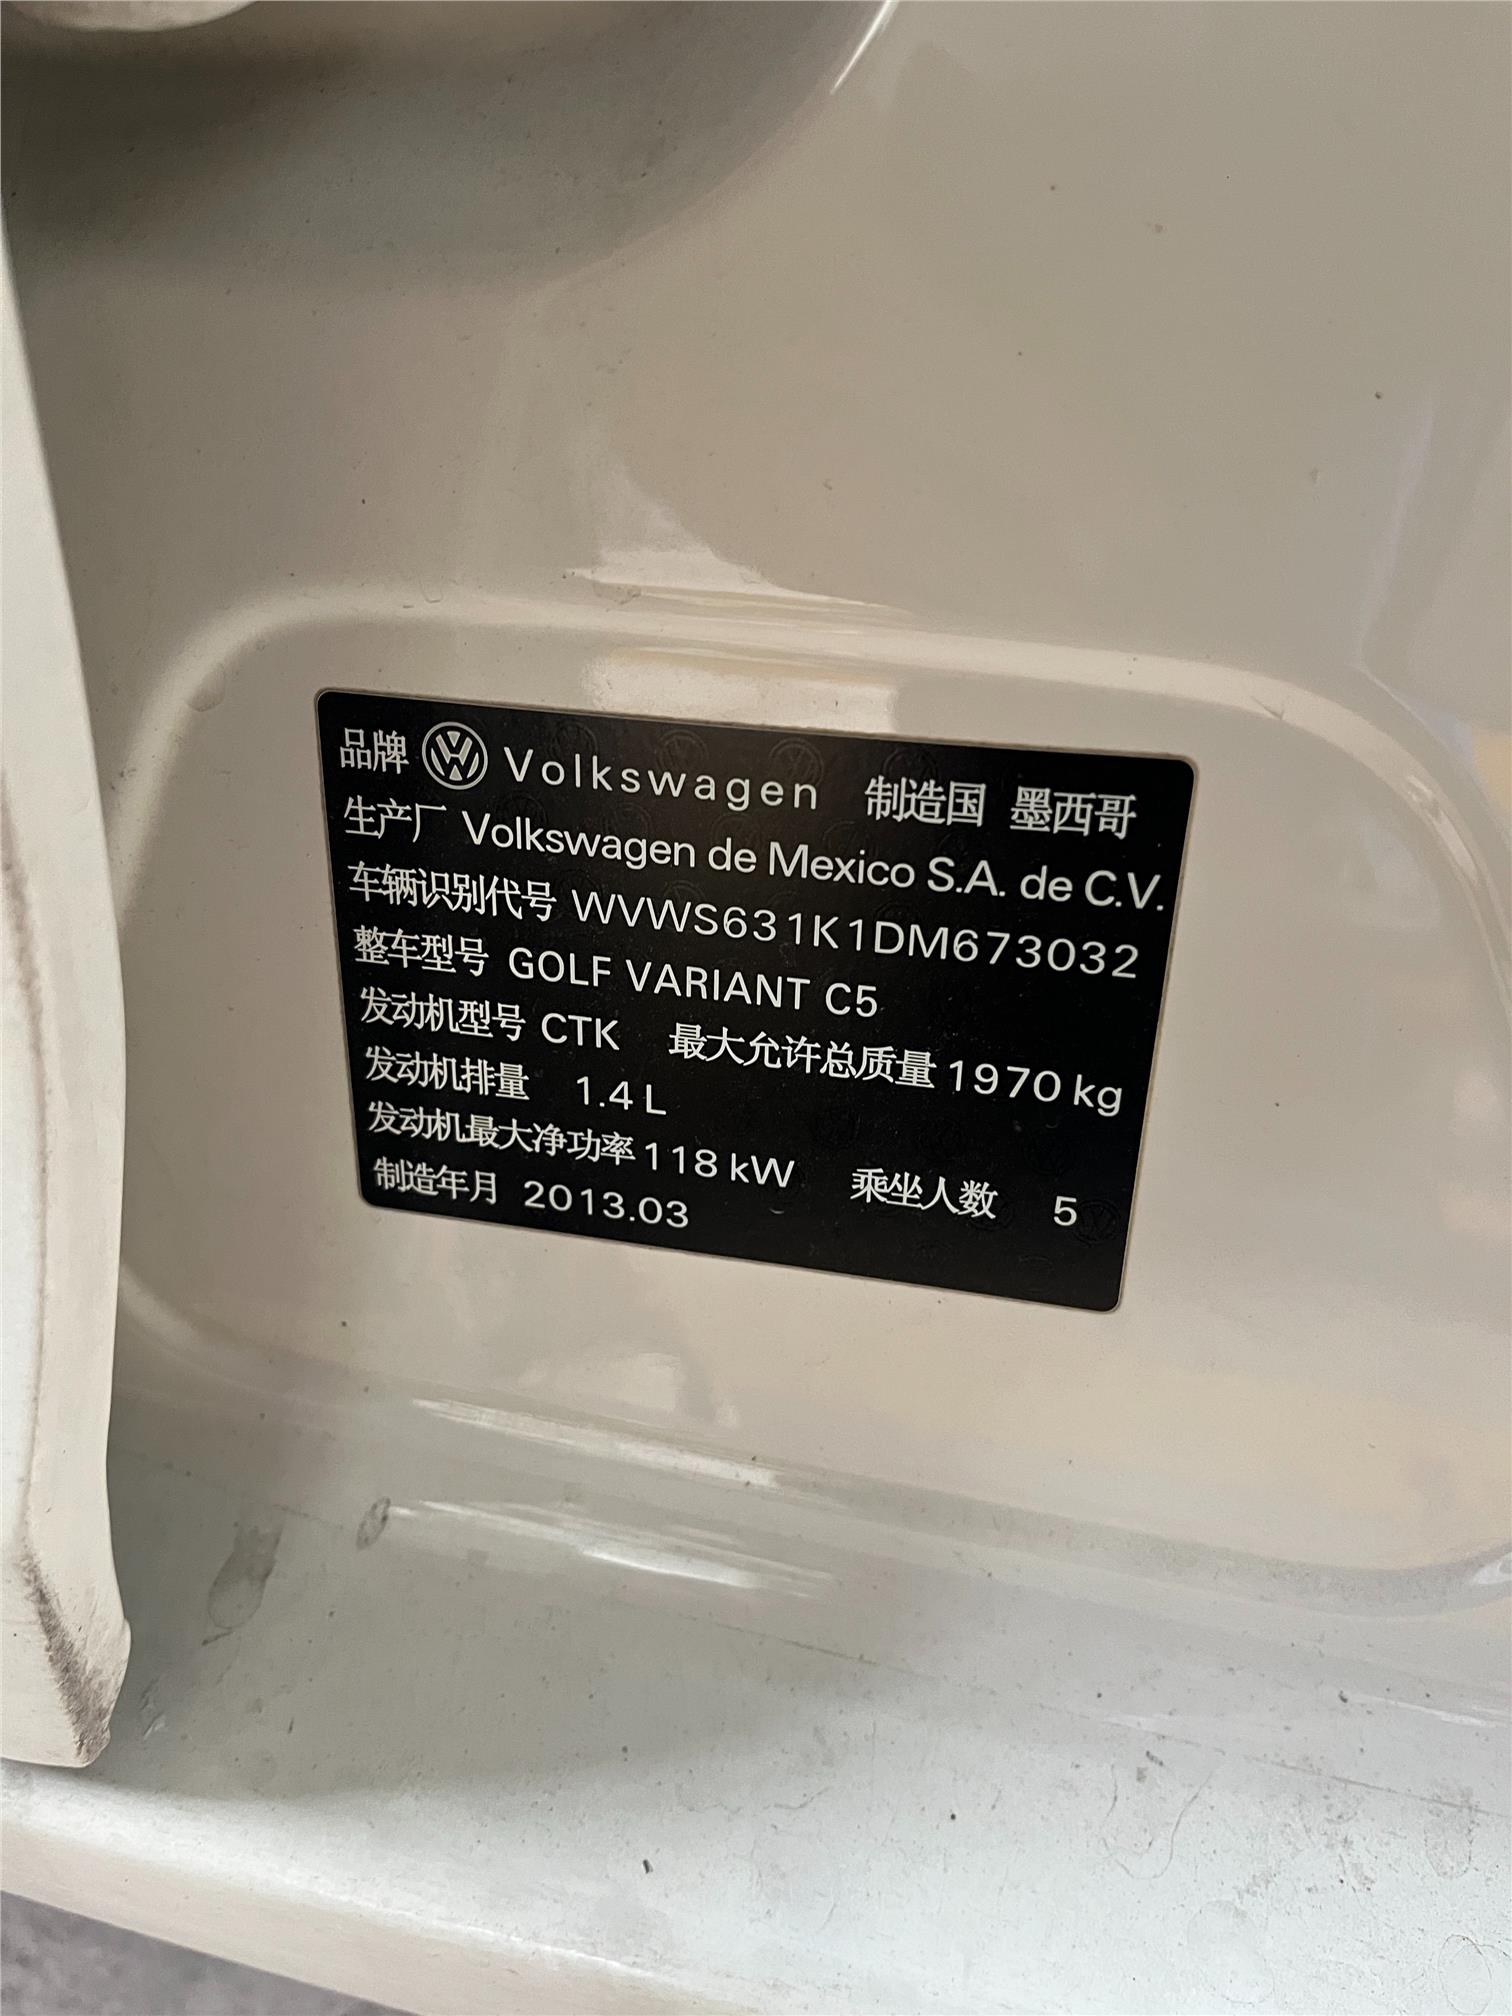 品牌 Volkswagen 制造国 墨西哥
生产厂 Volkswagen de Mexico S.A. de C.V.
车辆识别代号 WVWS631K1DM673032
整车型号 GOLF VARIANT C5
发动机型号 CTK 最大允许总质量 1970 kg
发动机排量 1.4 L
发动机最大净功率 118 kW 乘坐人数 5
制造年月 2013.03